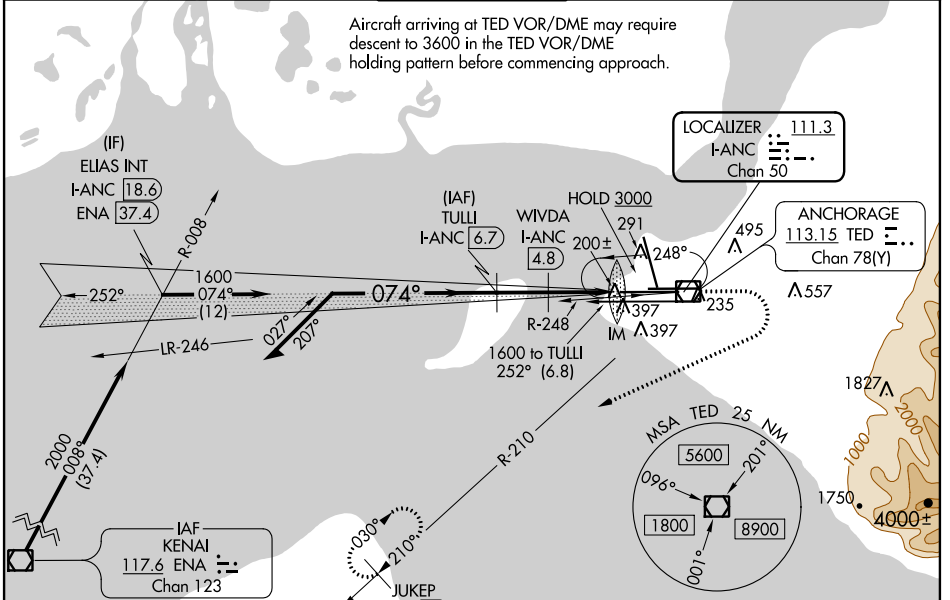 Aircraft arriving at TED VOR/DME may require
descent to 3600 in the TED VOR/DME
holding pattern before commencing approach.
(IF)
ELIAS INT
I-ANC 18.6
ENA 37.4
R-008
(IAF)
TULLI
I-ANC 6.7
WIVDA
I-ANC
4.8
HOLD 3000
291
200±
248°
LOCALIZER 111.3
I-ANC
Chan 50
ANCHORAGE
113.15 TED
Chan 78(Y)
495
557
235
397
397
IM
R-248
1600 to TULLI
252° (6.8)
252°
1600
074°
(12)
074°
027°
207°
LR-246
2000
008°
(37.4)
IAF
KENAI
117.6 ENA
Chan 123
R-210
030°
210°
JUKEP
MSA TED 25 NM
5600
096°
201°
1800
8900
001°
1827
1000
2000
1750
4000±